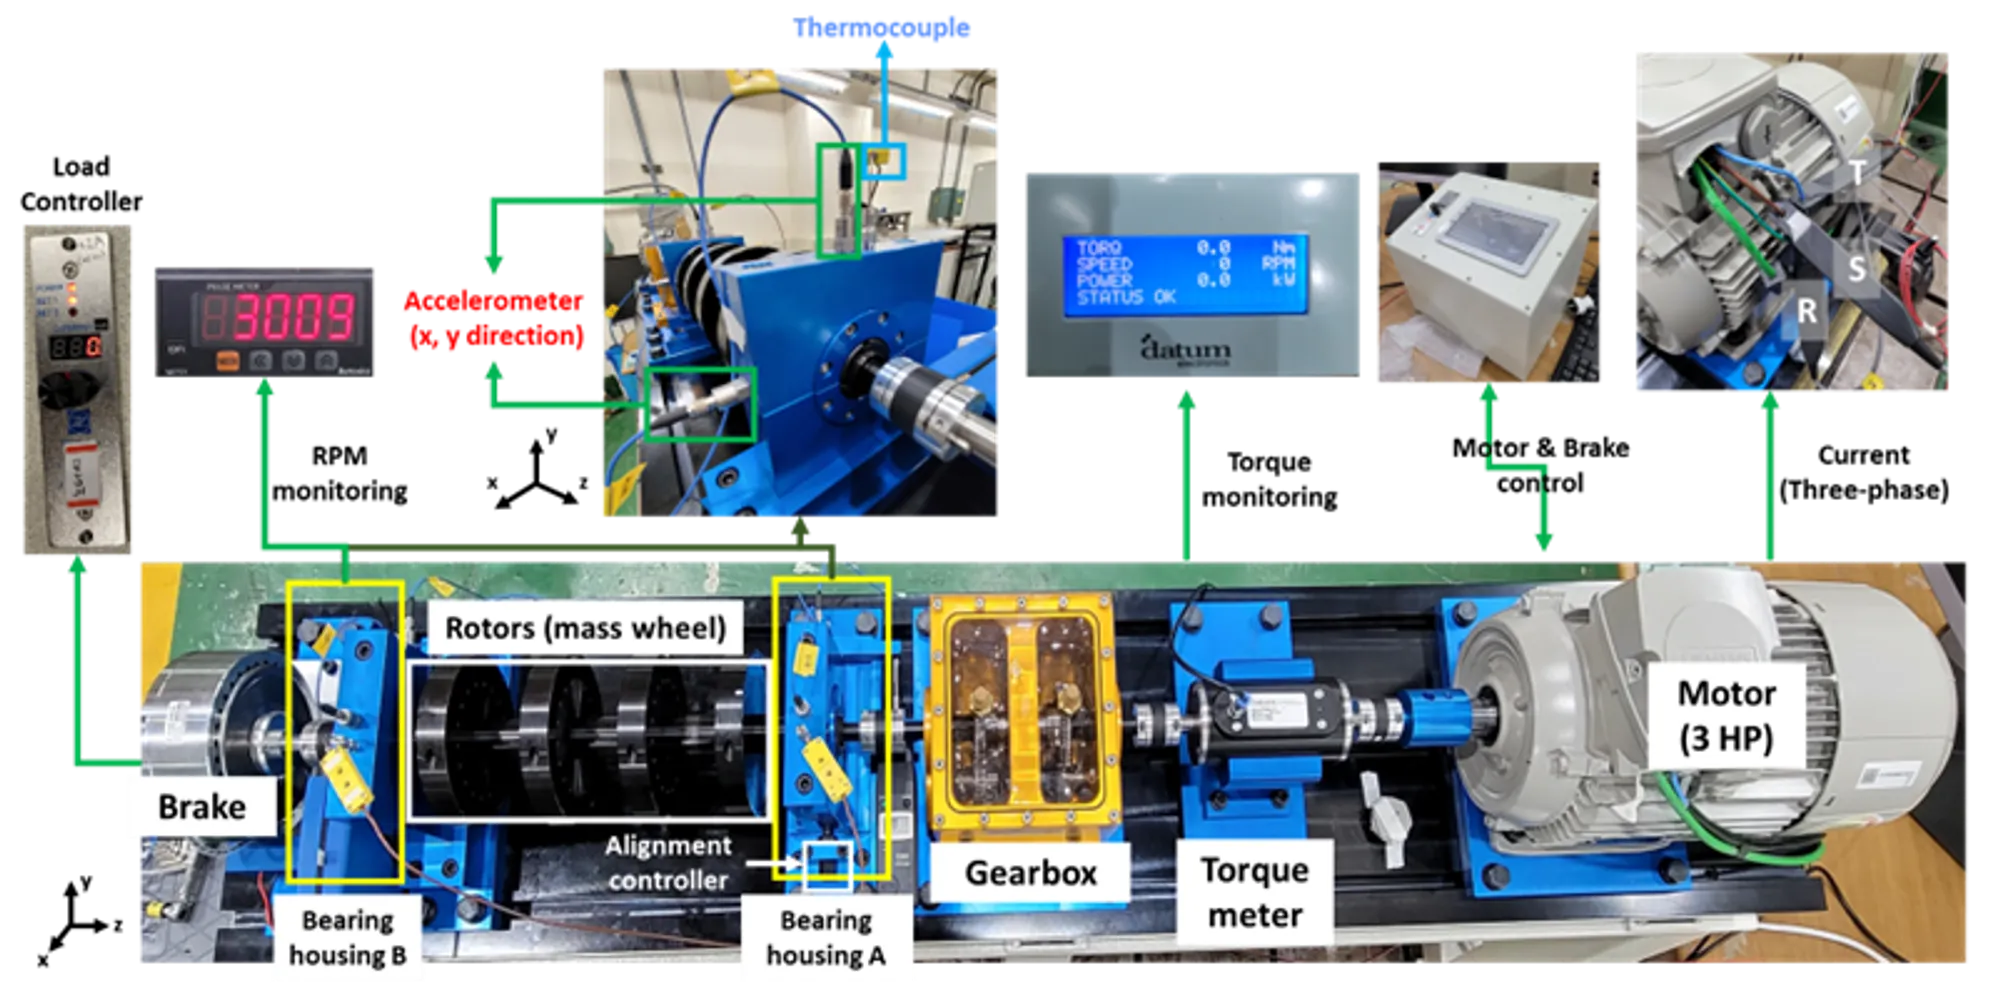 Thermocouple
Load
Controller
3009
Accelerometer
(x, y direction)
RPM
monitoring
y
x
z
TORQ 0.0 Nm
SPEED 0 RPM
POWER 0.0 kW
STATUS OK
datum
electronics
Torque
monitoring
Motor & Brake
control
T
S
R
Current
(Three-phase)
Rotors (mass wheel)
Brake
Alignment
controller
Gearbox
Torque
meter
Motor
(3 HP)
Bearing
housing B
Bearing
housing A
y
z
x